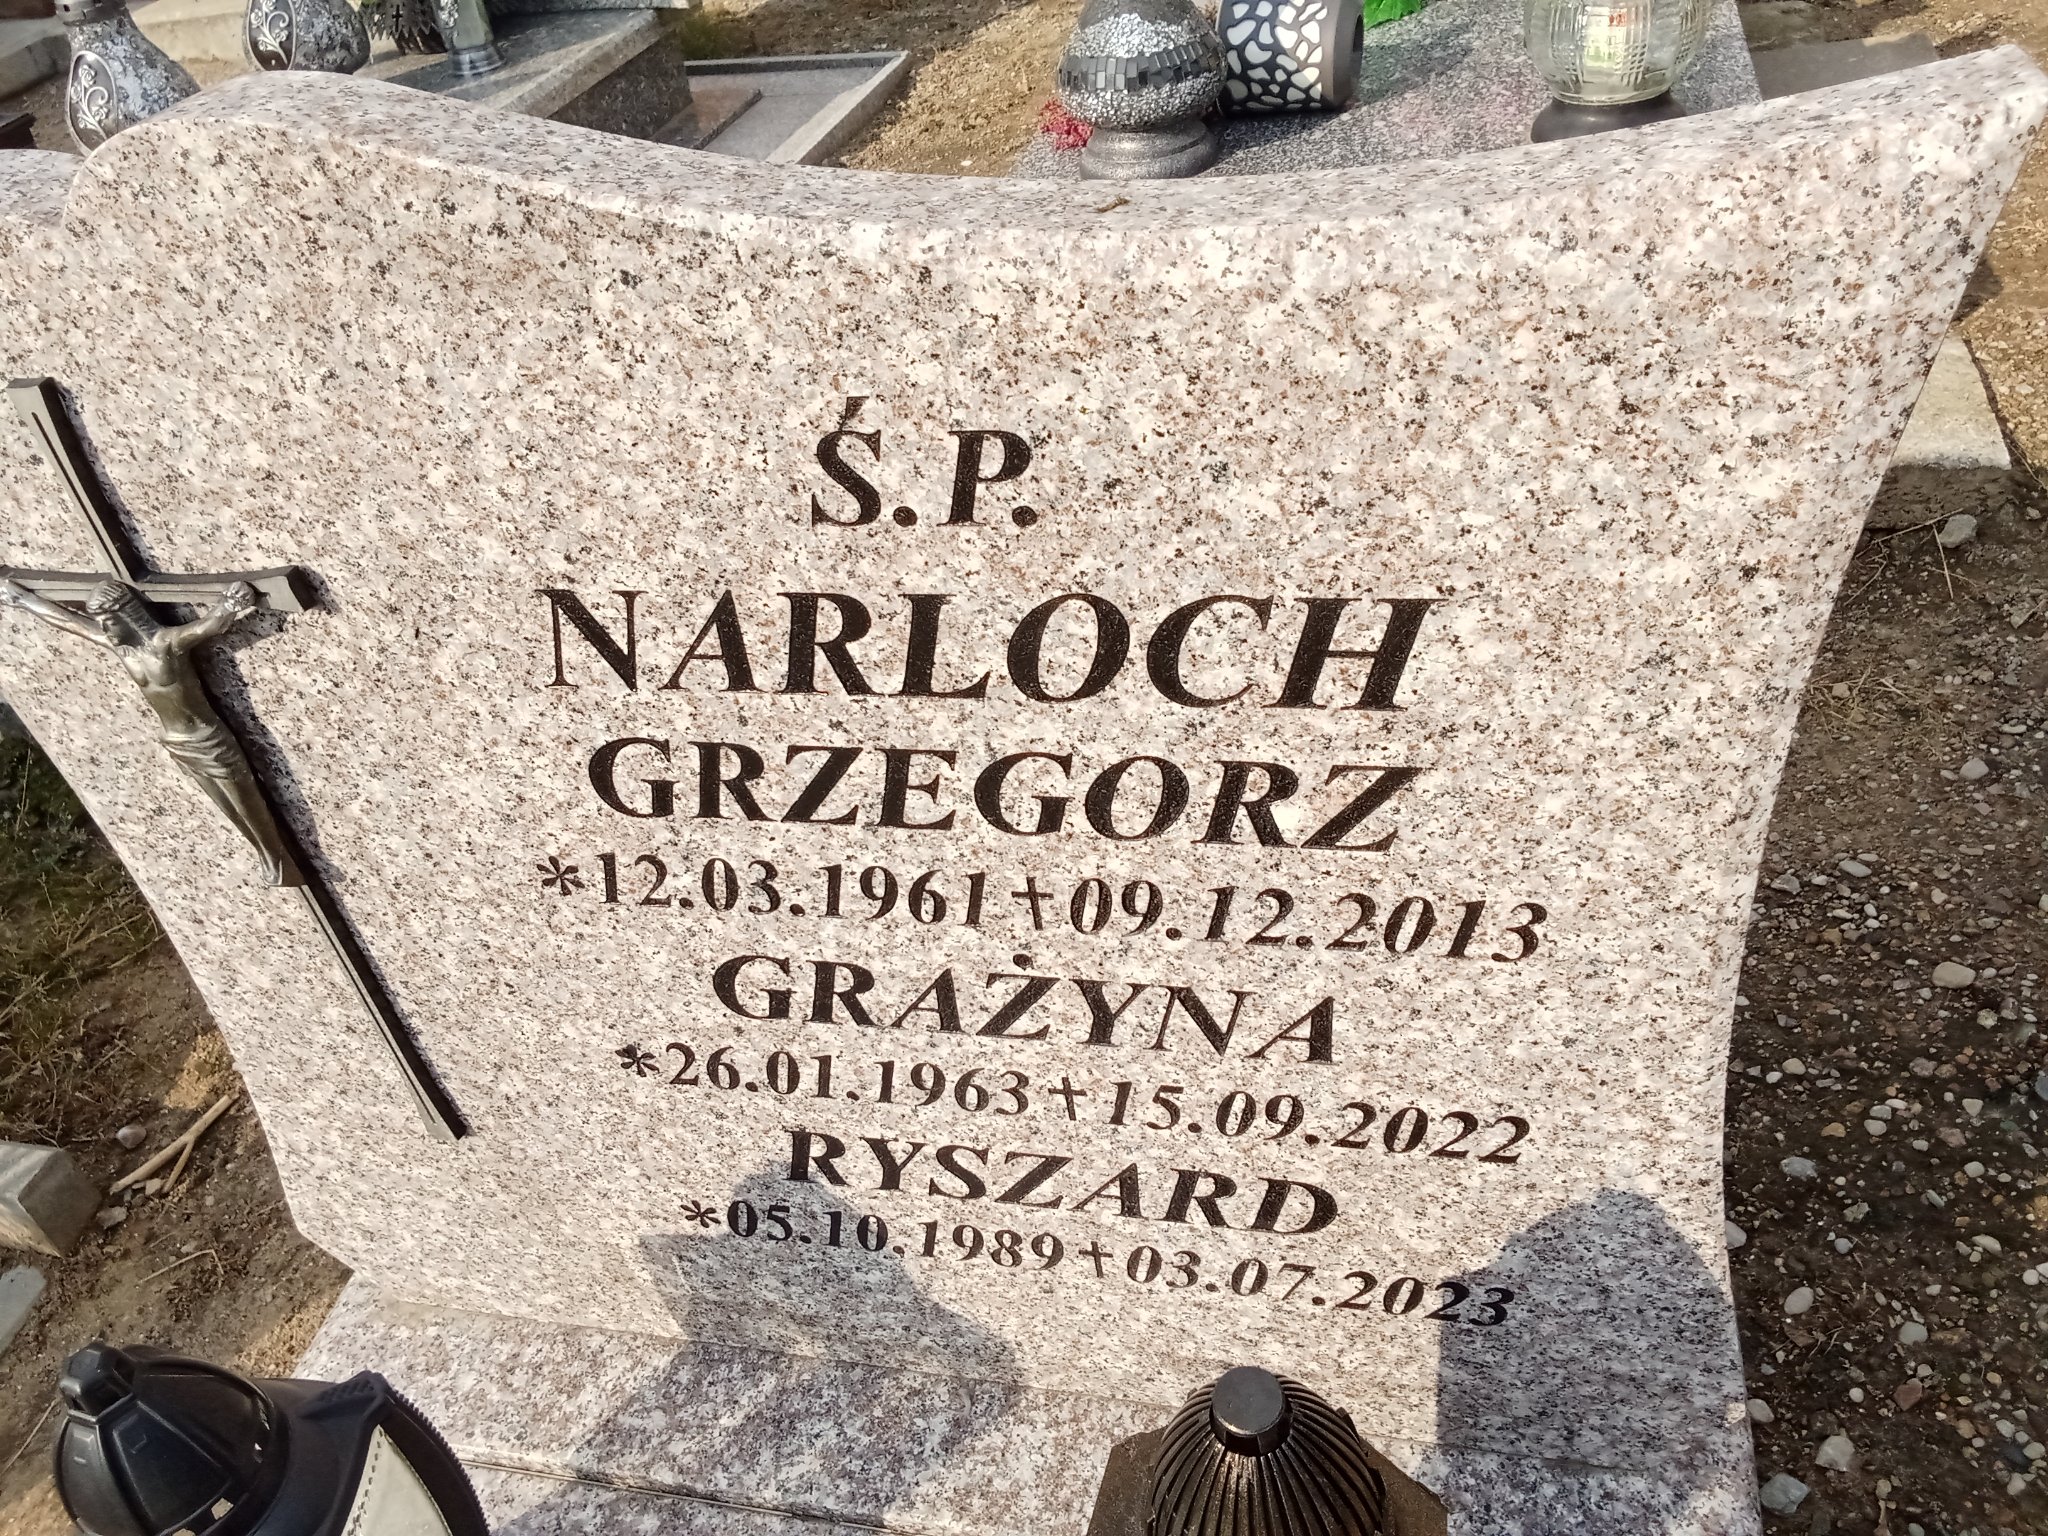 Ś.P.
NARLOCH
GRZEGORZ
*12.03.1961 †09.12.2013
GRAŻYNA
*26.01.1963 †15.09.2022
RYSZARD
*05.10.1989 †03.07.2023